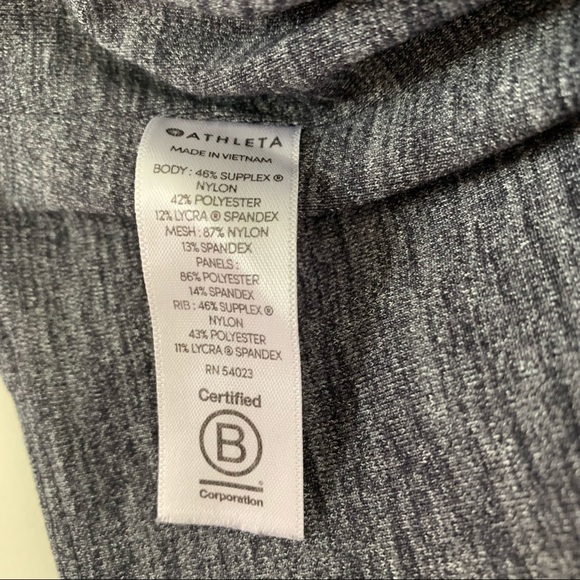 ATHLETA
MADE IN VIETNAM
BODY : 46% SUPPLEX®
NYLON
42% POLYESTER
12% LYCRA ® SPANDEX
MESH : 87% NYLON
13% SPANDEX
PANELS :
86% POLYESTER
14% SPANDEX
RIB : 46% SUPPLEX®
NYLON
43% POLYESTER
11% LYCRA ® SPANDEX
RN 54023
Certified
B
Corporation